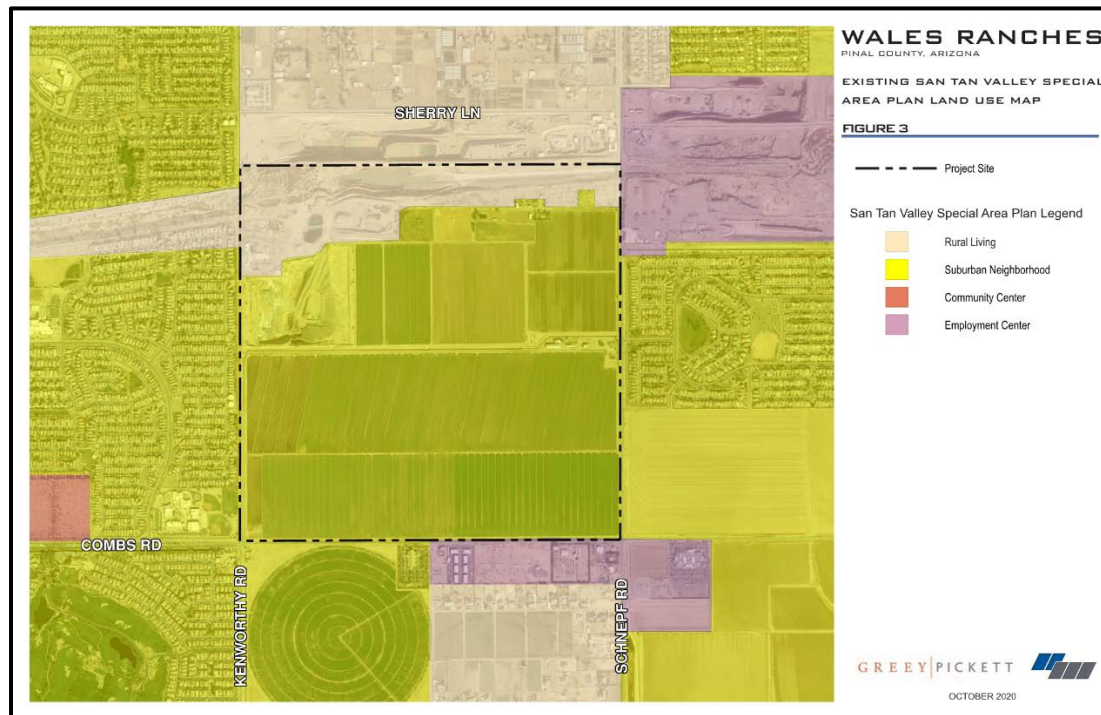 WALES RANCHES
PINAL COUNTY, ARIZONA
EXISTING SAN TAN VALLEY SPECIAL
AREA PLAN LAND USE MAP
FIGURE 3
Project Site
San Tan Valley Special Area Plan Legend
Rural Living
Suburban Neighborhood
Community Center
Employment Center
SHERRY LN
COMBS RD
KENWORTHY RD
SCHNEPF RD
GREEY|PICKETT
OCTOBER 2020